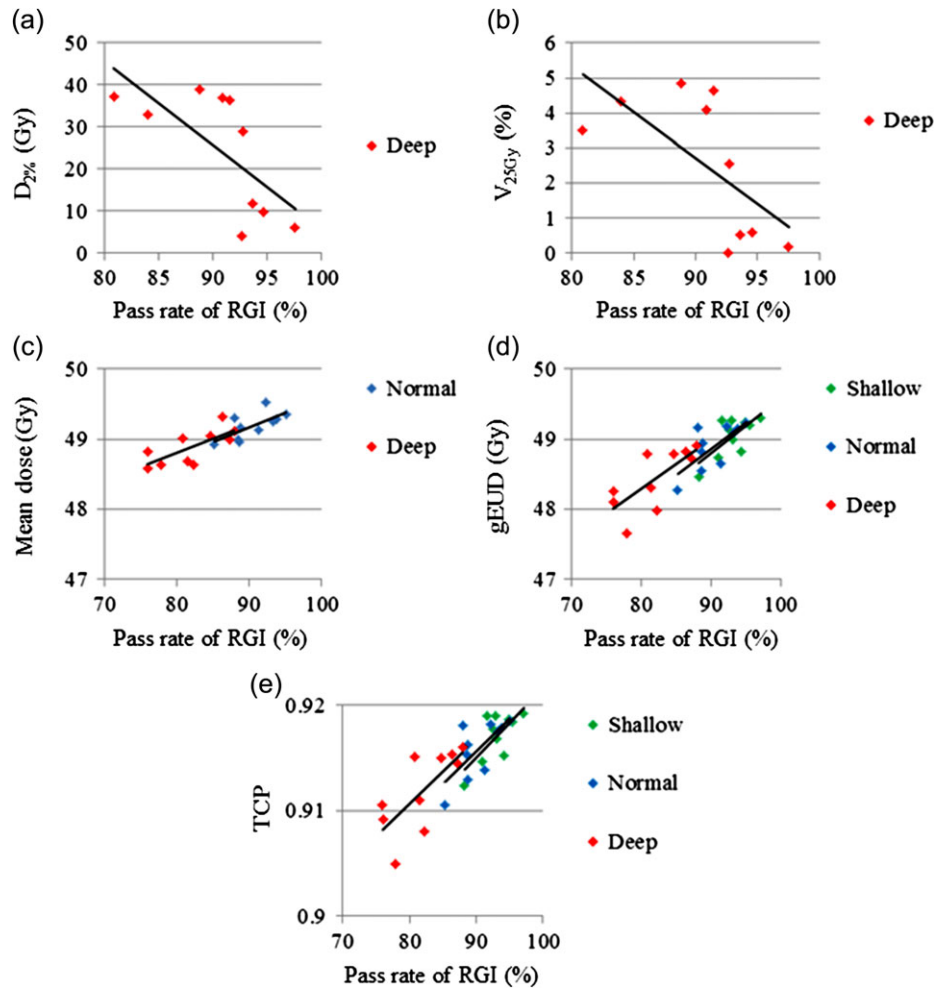 (a)
50
40
30
20
10
0
D2% (Gy)
80 85 90 95 100
Pass rate of RGI (%)
Deep
(b)
6
5
4
3
2
1
0
V25Gy (%)
80 85 90 95 100
Pass rate of RGI (%)
Deep
(c)
50
49
48
47
Mean dose(Gy)
70 80 90 100
Pass rate of RGI (%)
Normal
Deep
(d)
50
49
48
47
gEUD (Gy)
70 80 90 100
Pass rate of RGI (%)
Shallow
Normal
Deep
(e)
0.92
0.91
0.9
TCP
70 80 90 100
Pass rate of RGI (%)
Shallow
Normal
Deep